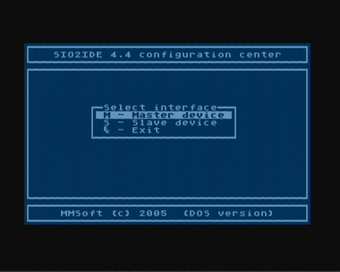 SIO2IDE 4.4 configuration center
Select interface
M - Master device
S - Slave device
E - Exit
MMSoft (c) 2005 (DOS version)